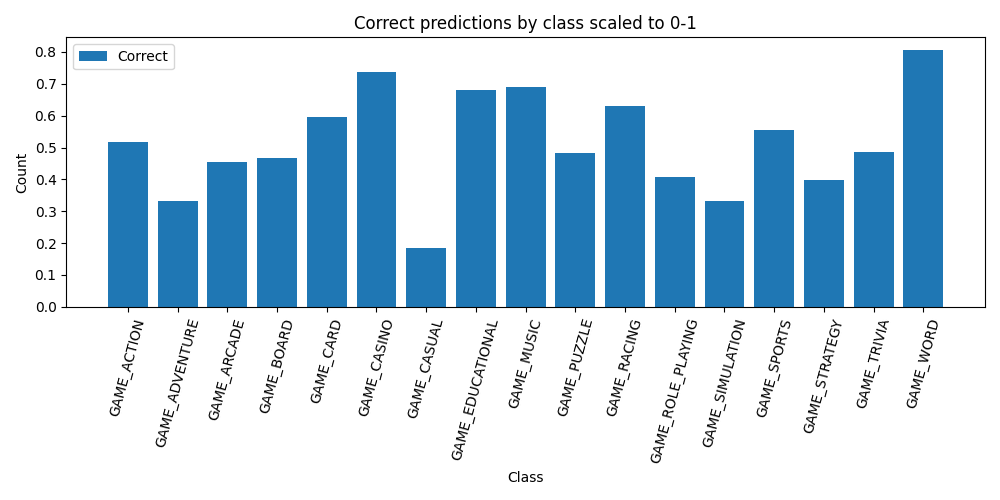 Correct predictions by class scaled to 0-1
Correct
Count
0.8
0.7
0.6
0.5
0.4
0.3
0.2
0.1
0.0
GAME_ACTION
GAME_ADVENTURE
GAME_ARCADE
GAME_BOARD
GAME_CARD
GAME_CASINO
GAME_CASUAL
GAME_EDUCATIONAL
GAME_MUSIC
GAME_PUZZLE
GAME_RACING
GAME_ROLE_PLAYING
GAME_SIMULATION
GAME_SPORTS
GAME_STRATEGY
GAME_TRIVIA
GAME_WORD
Class